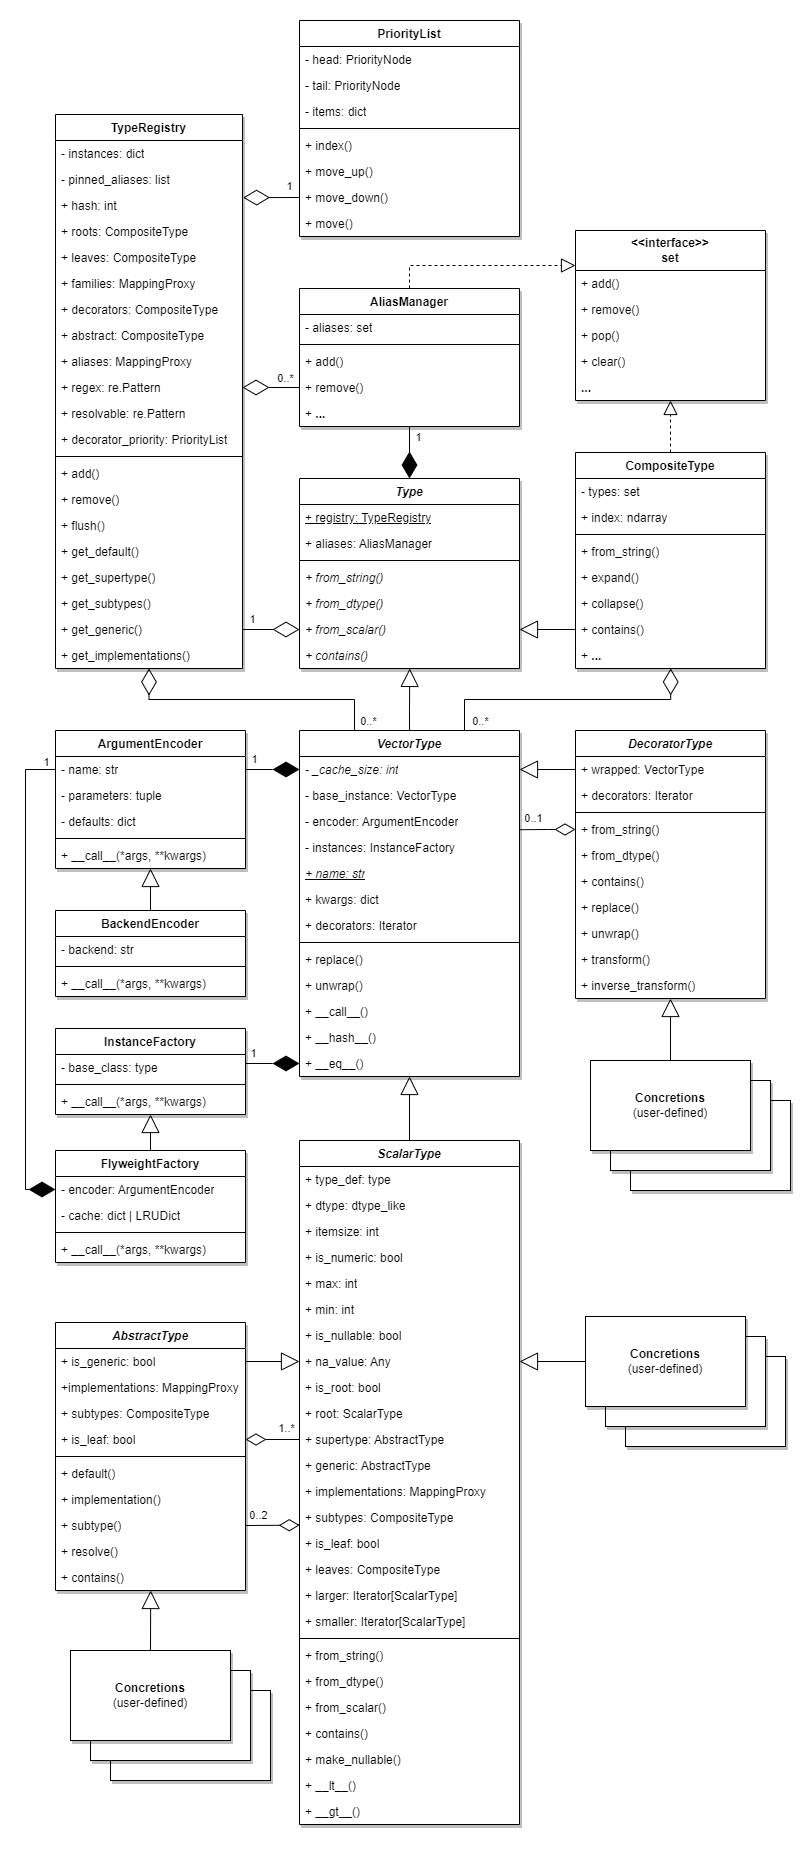 PriorityList
- head: PriorityNode
- tail: PriorityNode
- items: dict
+ index()
+ move_up()
+ move_down()
+ move()
TypeRegistry
- instances: dict
- pinned_aliases: list
+ hash: int
+ roots: CompositeType
+ leaves: CompositeType
+ families: MappingProxy
+ decorators: CompositeType
+ abstract: CompositeType
+ aliases: MappingProxy
+ regex: re.Pattern
+ resolvable: re.Pattern
+ decorator_priority: PriorityList
+ add()
+ remove()
+ flush()
+ get_default()
+ get_supertype()
+ get_subtypes()
+ get_generic()
+ get_implementations()
1
0..*
1
<<interface>>
set
+ add()
+ remove()
+ pop()
+ clear()
...
AliasManager
- aliases: set
+ add()
+ remove()
+ ...
1
Type
+ registry: TypeRegistry
+ aliases: AliasManager
+ from_string()
+ from_dtype()
+ from_scalar()
+ contains()
CompositeType
- types: set
+ index: ndarray
+ from_string()
+ expand()
+ collapse()
+ contains()
+ ...
0..*
0..*
ArgumentEncoder
- name: str
- parameters: tuple
- defaults: dict
+ __call__(*args, **kwargs)
1
1
VectorType
- _cache_size: int
- base_instance: VectorType
- encoder: ArgumentEncoder
- instances: InstanceFactory
+ name: str
+ kwargs: dict
+ decorators: Iterator
+ replace()
+ unwrap()
+ __call__()
+ __hash__()
+ __eq__()
0..1
DecoratorType
+ wrapped: VectorType
+ decorators: Iterator
+ from_string()
+ from_dtype()
+ contains()
+ replace()
+ unwrap()
+ transform()
+ inverse_transform()
BackendEncoder
- backend: str
+ __call__(*args, **kwargs)
InstanceFactory
- base_class: type
+ __call__(*args, **kwargs)
1
Concretions
(user-defined)
FlyweightFactory
- encoder: ArgumentEncoder
- cache: dict | LRUDict
+ __call__(*args, **kwargs)
ScalarType
+ type_def: type
+ dtype: dtype_like
+ itemsize: int
+ is_numeric: bool
+ max: int
+ min: int
+ is_nullable: bool
+ na_value: Any
+ is_root: bool
+ root: ScalarType
+ supertype: AbstractType
+ generic: AbstractType
+ implementations: MappingProxy
+ subtypes: CompositeType
+ is_leaf: bool
+ leaves: CompositeType
+ larger: Iterator[ScalarType]
+ smaller: Iterator[ScalarType]
+ from_string()
+ from_dtype()
+ from_scalar()
+ contains()
+ make_nullable()
+ __lt__()
+ __gt__()
AbstractType
+ is_generic: bool
+implementations: MappingProxy
+ subtypes: CompositeType
+ is_leaf: bool
+ default()
+ implementation()
+ subtype()
+ resolve()
+ contains()
1..*
0..2
Concretions
(user-defined)
Concretions
(user-defined)